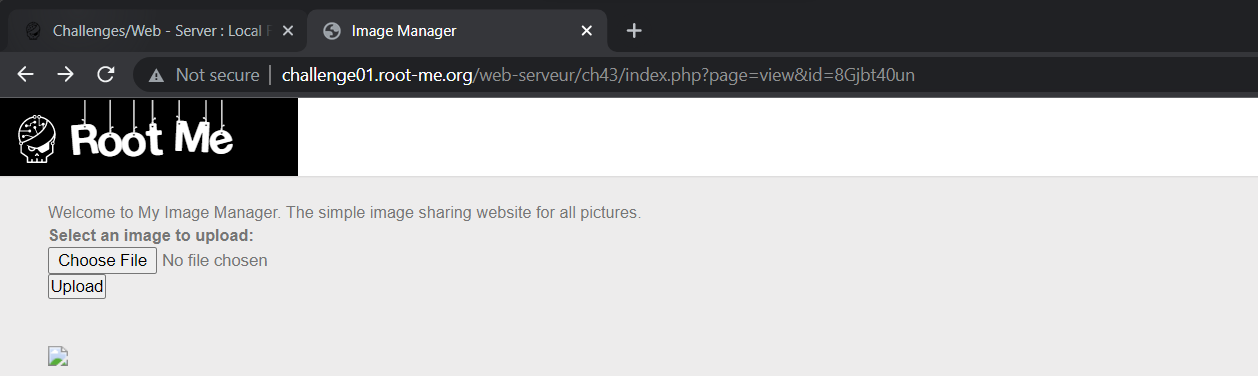 Challenges/Web - Server : Local F
Image Manager
Not secure | challenge01.root-me.org/web-serveur/ch43/index.php?page=view&id=8Gjbt40un
Root Me
Welcome to My Image Manager. The simple image sharing website for all pictures.
Select an image to upload:
Choose File No file chosen
Upload